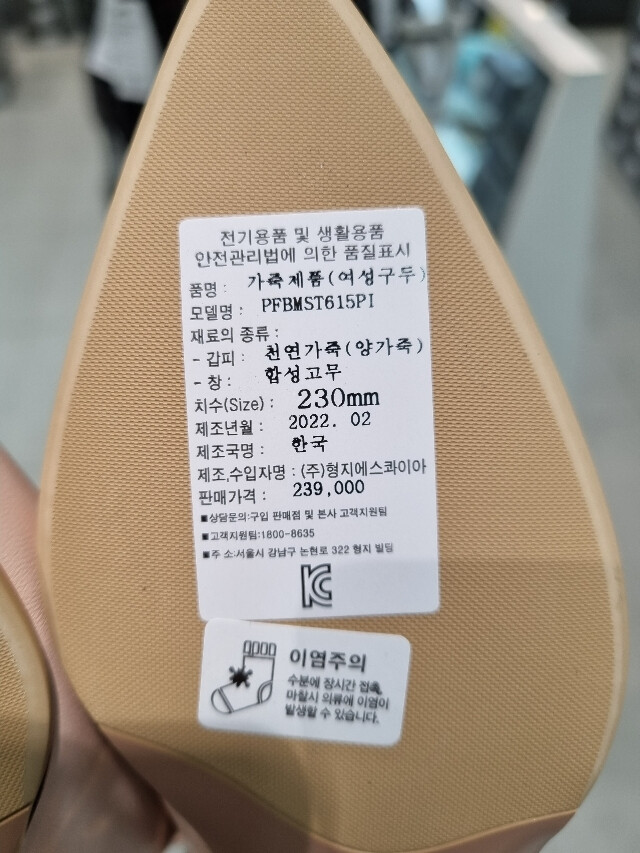 전기용품 및 생활용품
안전관리법에 의한 품질표시
품명 : 가죽제품(여성구두)
모델명 : PFBMST615PI
재료의 종류 :
- 갑피 : 천연가죽(양가죽)
- 창 : 합성고무
치수(Size) : 230mm
제조년월 : 2022. 02
제조국명 : 한국
제조,수입자명 : (주)형지에스콰이아
판매가격 : 239,000
■상담문의:구입 판매점 및 본사 고객지원팀
■고객지원팀:1800-8635
■주 소:서울시 강남구 논현로 322 형지 빌딩
KC
이염주의
수분에 장시간 접촉,
마찰시 의류에 이염이
발생할 수 있습니다.